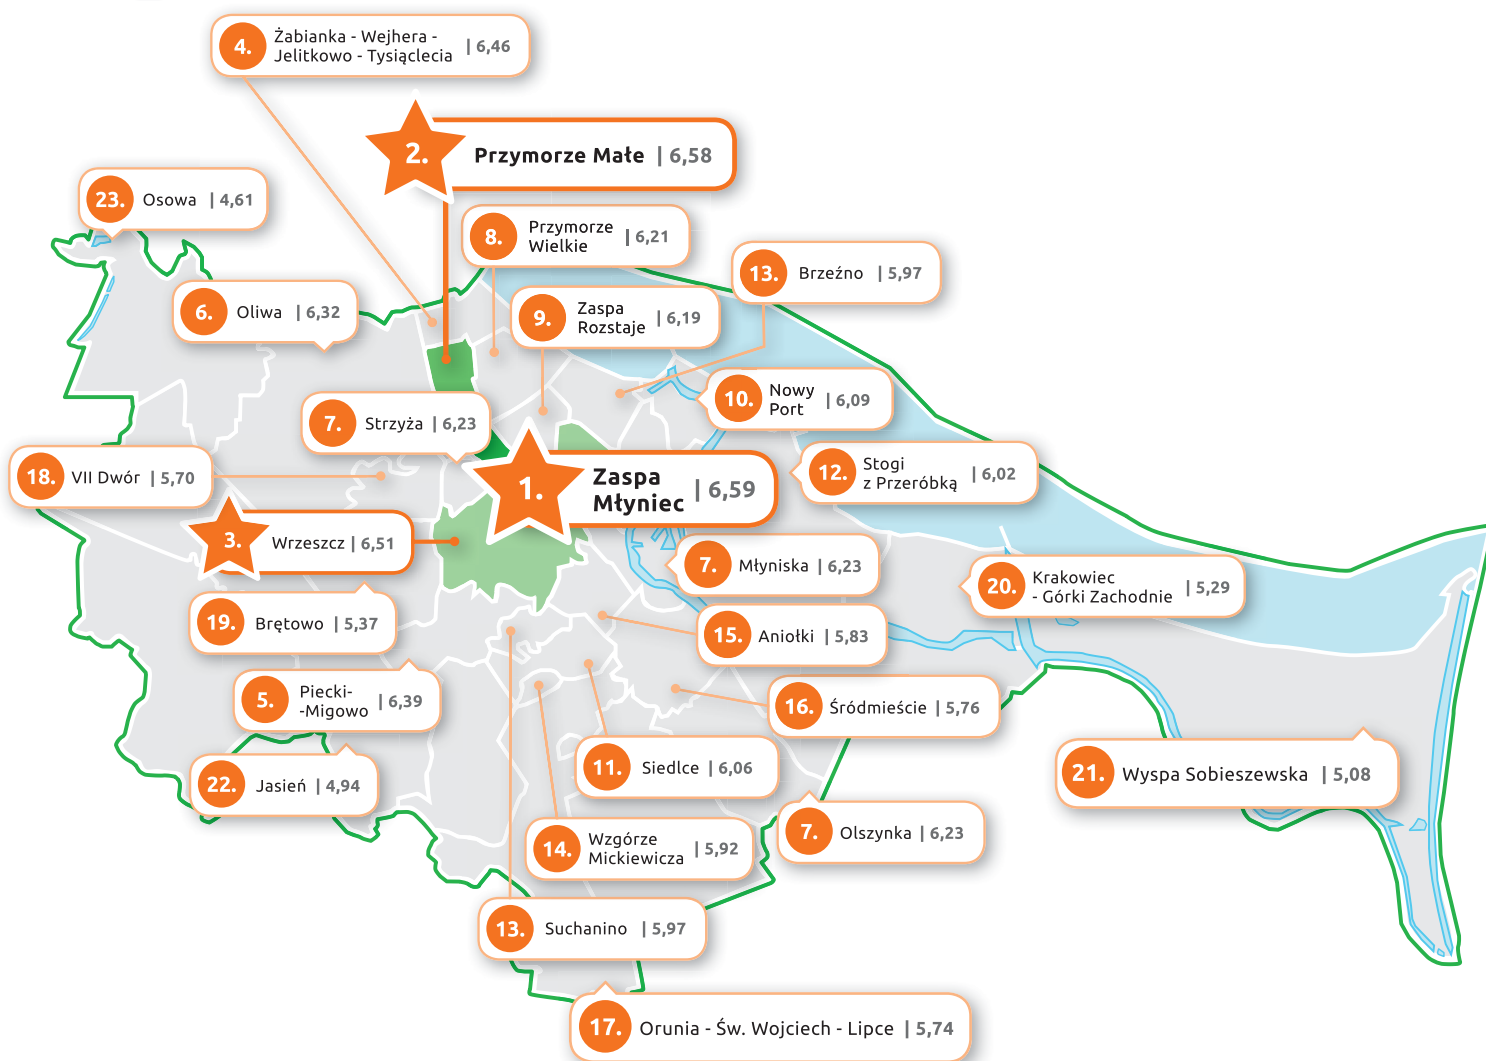 4. Żabianka - Wejhera -
Jelitkowo - Tysiąclecia | 6,46
2. Przymorze Małe | 6,58
23. Osowa | 4,61
8. Przymorze
Wielkie | 6,21
13. Brzeźno | 5,97
6. Oliwa | 6,32
9. Zaspa
Rozstaje | 6,19
10. Nowy
Port | 6,09
7. Strzyża | 6,23
18. VII Dwór | 5,70
1. Zaspa
Młyniec | 6,59
12. Stogi
z Przeróbką | 6,02
3. Wrzeszcz | 6,51
7. Młyniska | 6,23
20. Krakowiec
- Górki Zachodnie | 5,29
19. Brętowo | 5,37
15. Aniołki | 5,83
5. Piecki-
-Migowo | 6,39
16. Śródmieście | 5,76
11. Siedlce | 6,06
21. Wyspa Sobieszewska | 5,08
22. Jasień | 4,94
7. Olszynka | 6,23
14. Wzgórze
Mickiewicza | 5,92
13. Suchanino | 5,97
17. Orunia - Św. Wojciech - Lipce | 5,74